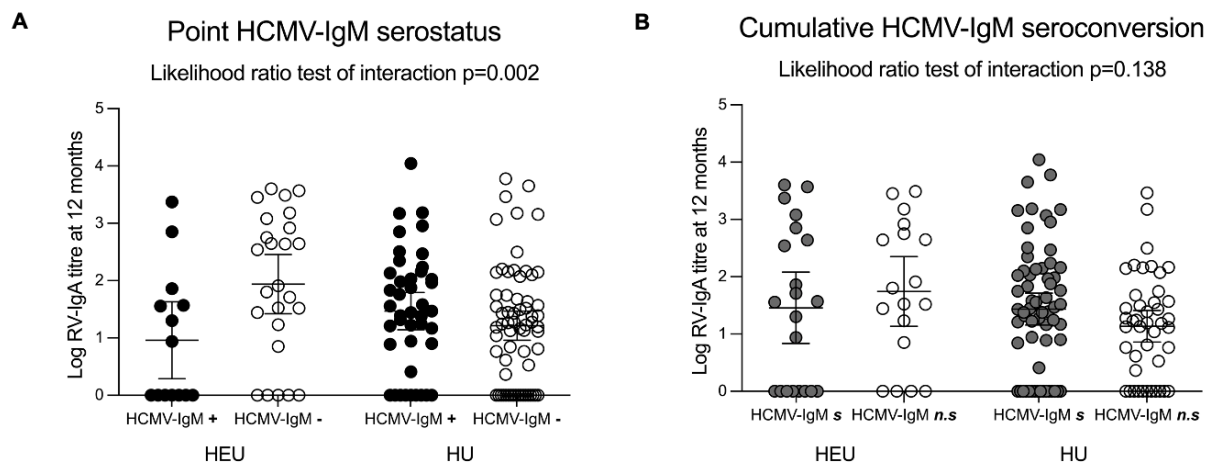 A
Point HCMV-IgM serostatus
Likelihood ratio test of interaction p=0.002
Log RV-IgA titre at 12 months
5
4
3
2
1
0
HCMV-IgM + HCMV-IgM - HCMV-IgM + HCMV-IgM -
HEU HU
B
Cumulative HCMV-IgM seroconversion
Likelihood ratio test of interaction p=0.138
Log RV-IgA titre at 12 months
5
4
3
2
1
0
HCMV-IgM s HCMV-IgM n.s HCMV-IgM s HCMV-IgM n.s
HEU HU